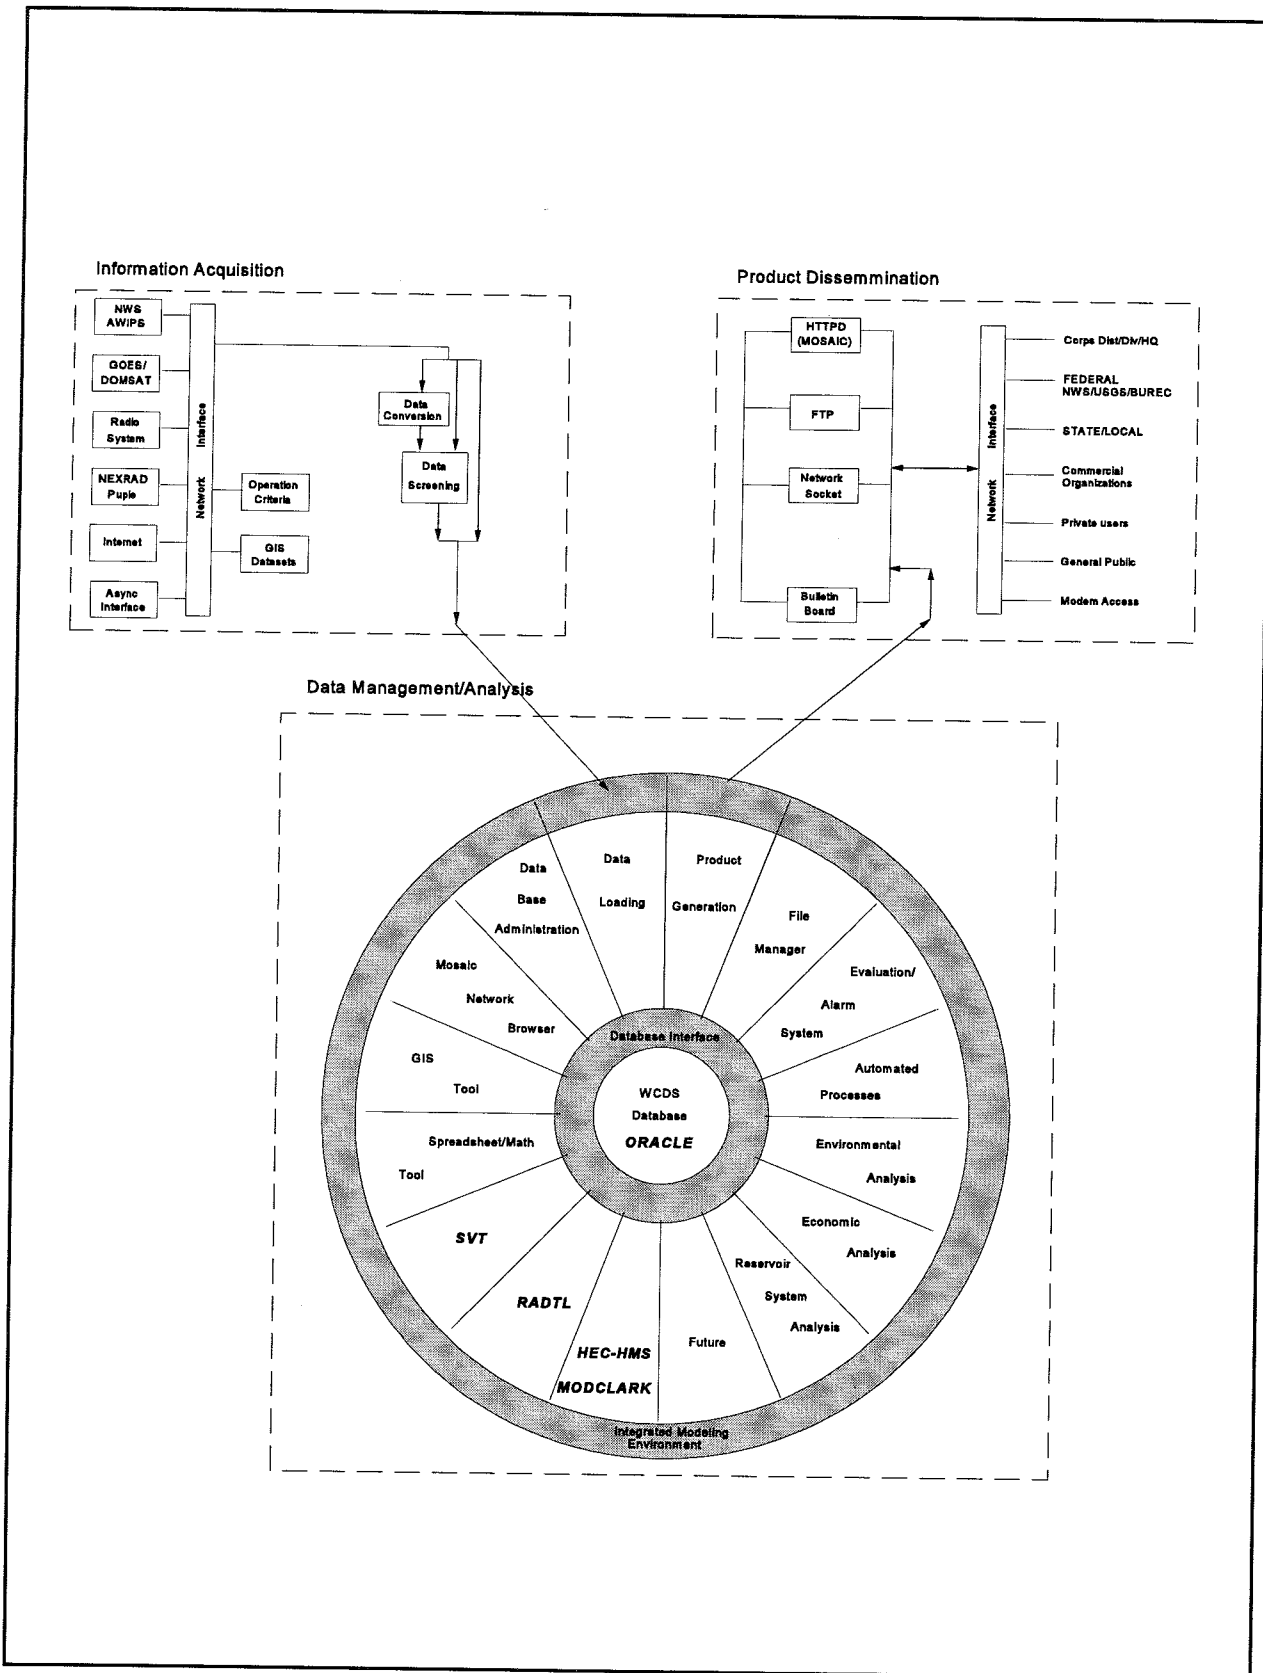 Information Acquisition
NWS
AWIPS
GOES/
DOMSAT
Radio
System
NEXRAD
Puple
Internet
Async
Interface
Network Interface
Operation
Criteria
GIS
Datasets
Data
Conversion
Data
Screening
Product Dissemmination
HTTPD
(MOSAIC)
FTP
Network
Socket
Bulletin
Board
Network Interface
Corps Dist/Div/HQ
FEDERAL
NWS/USGS/BUREC
STATE/LOCAL
Commercial
Organizations
Private users
General Public
Modem Access
Data Management/Analysis
Data
Base
Administration
Data
Loading
Product
Generation
File
Manager
Evaluation/
Alarm
System
Automated
Processes
Environmental
Analysis
Economic
Analysis
Reservoir
System
Analysis
Future
HEC-HMS
MODCLARK
RADTL
SVT
Spreadsheet/Math
Tool
GIS
Tool
Mosaic
Network
Browser
Database Interface
WCDS
Database
ORACLE
Integrated Modeling
Environment